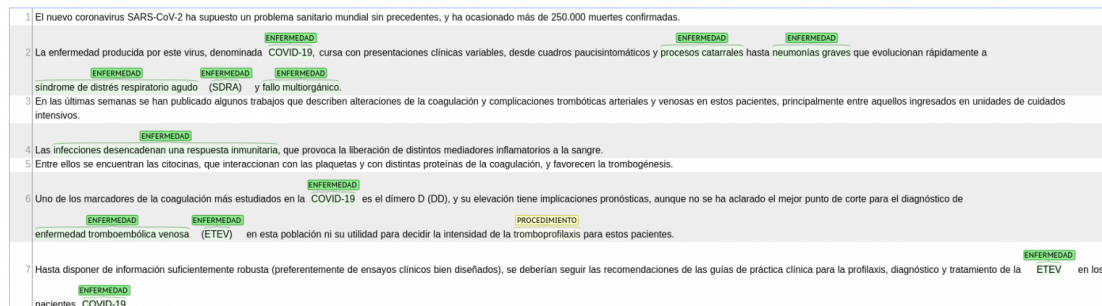 1 El nuevo coronavirus SARS-CoV-2 ha supuesto un problema sanitario mundial sin precedentes, y ha ocasionado más de 250.000 muertes confirmadas.
ENFERMEDAD ENFERMEDAD ENFERMEDAD
2 La enfermedad producida por este virus, denominada COVID-19, cursa con presentaciones clínicas variables, desde cuadros paucisintomáticos y procesos catarrales hasta neumonías graves que evolucionan rápidamente a
ENFERMEDAD ENFERMEDAD ENFERMEDAD
síndrome de distrés respiratorio agudo (SDRA) y fallo multiorgánico.
3 En las últimas semanas se han publicado algunos trabajos que describen alteraciones de la coagulación y complicaciones trombóticas arteriales y venosas en estos pacientes, principalmente entre aquellos ingresados en unidades de cuidados
intensivos.
ENFERMEDAD
4 Las infecciones desencadenan una respuesta inmunitaria, que provoca la liberación de distintos mediadores inflamatorios a la sangre.
5 Entre ellos se encuentran las citocinas, que interaccionan con las plaquetas y con distintas proteínas de la coagulación, y favorecen la trombogénesis.
ENFERMEDAD
6 Uno de los marcadores de la coagulación más estudiados en la COVID-19 es el dímero D (DD), y su elevación tiene implicaciones pronósticas, aunque no se ha aclarado el mejor punto de corte para el diagnóstico de
ENFERMEDAD ENFERMEDAD PROCEDIMIENTO
enfermedad tromboembólica venosa (ETEV) en esta población ni su utilidad para decidir la intensidad de la tromboprofilaxis para estos pacientes.
ENFERMEDAD
7 Hasta disponer de información suficientemente robusta (preferentemente de ensayos clínicos bien diseñados), se deberían seguir las recomendaciones de las guías de práctica clínica para la profilaxis, diagnóstico y tratamiento de la ETEV en los
ENFERMEDAD
pacientes COVID-19